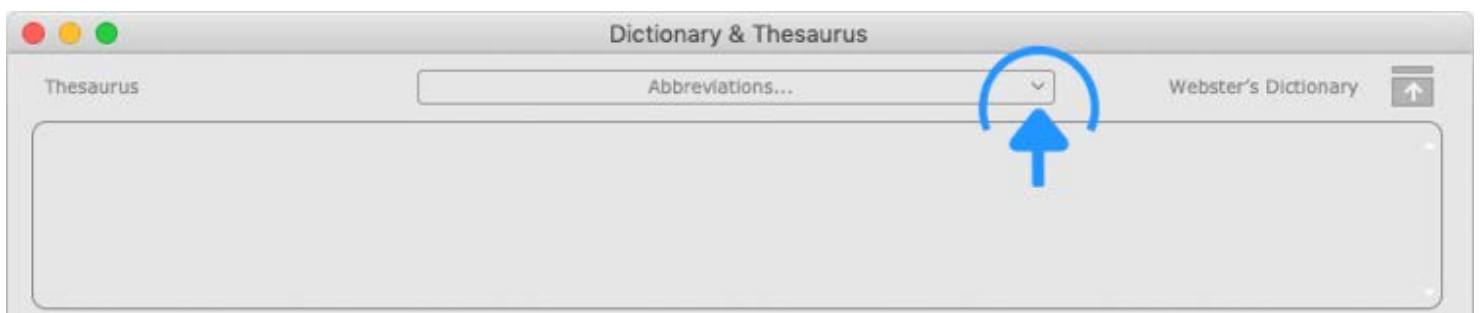 Dictionary & Thesaurus
Thesaurus
Abbreviations...
Webster's Dictionary